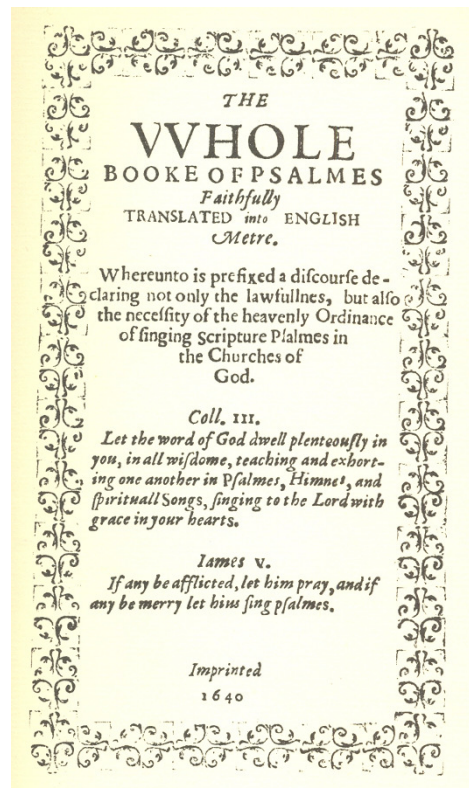 THE
VVHOLE
BOOKE OF PSALMES
Faithfully
TRANSLATED into ENGLISH
Metre.
Whereunto is prefixed a diſcourſe de-
claring not only the lawfullnes, but alſo
the neceſſity of the heavenly Ordinance
of ſinging Scripture Pſalmes in
the Churches of
God.
Coll. III.
Let the word of God dwell plenteouſly in
you, in all wiſdome, teaching and exhort-
ing one another in Pſalmes, Himnes, and
ſpirituall Songs, ſinging to the Lord with
grace in your hearts.
Iames V.
If any be afflicted, let him pray, and if
any be merry let hius ſing pſalmes.
Imprinted
1640